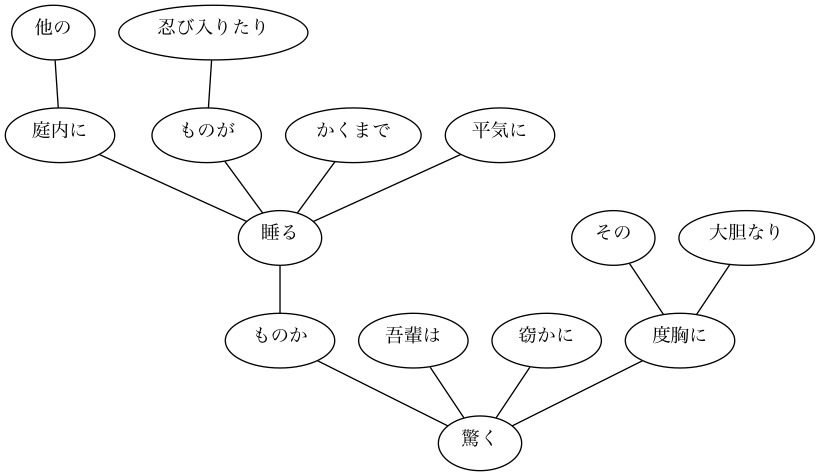 他の
忍び入りたり
庭内に
ものが
かくまで
平気に
睡る
その
大胆なり
ものか
吾輩は
窃かに
度胸に
驚く